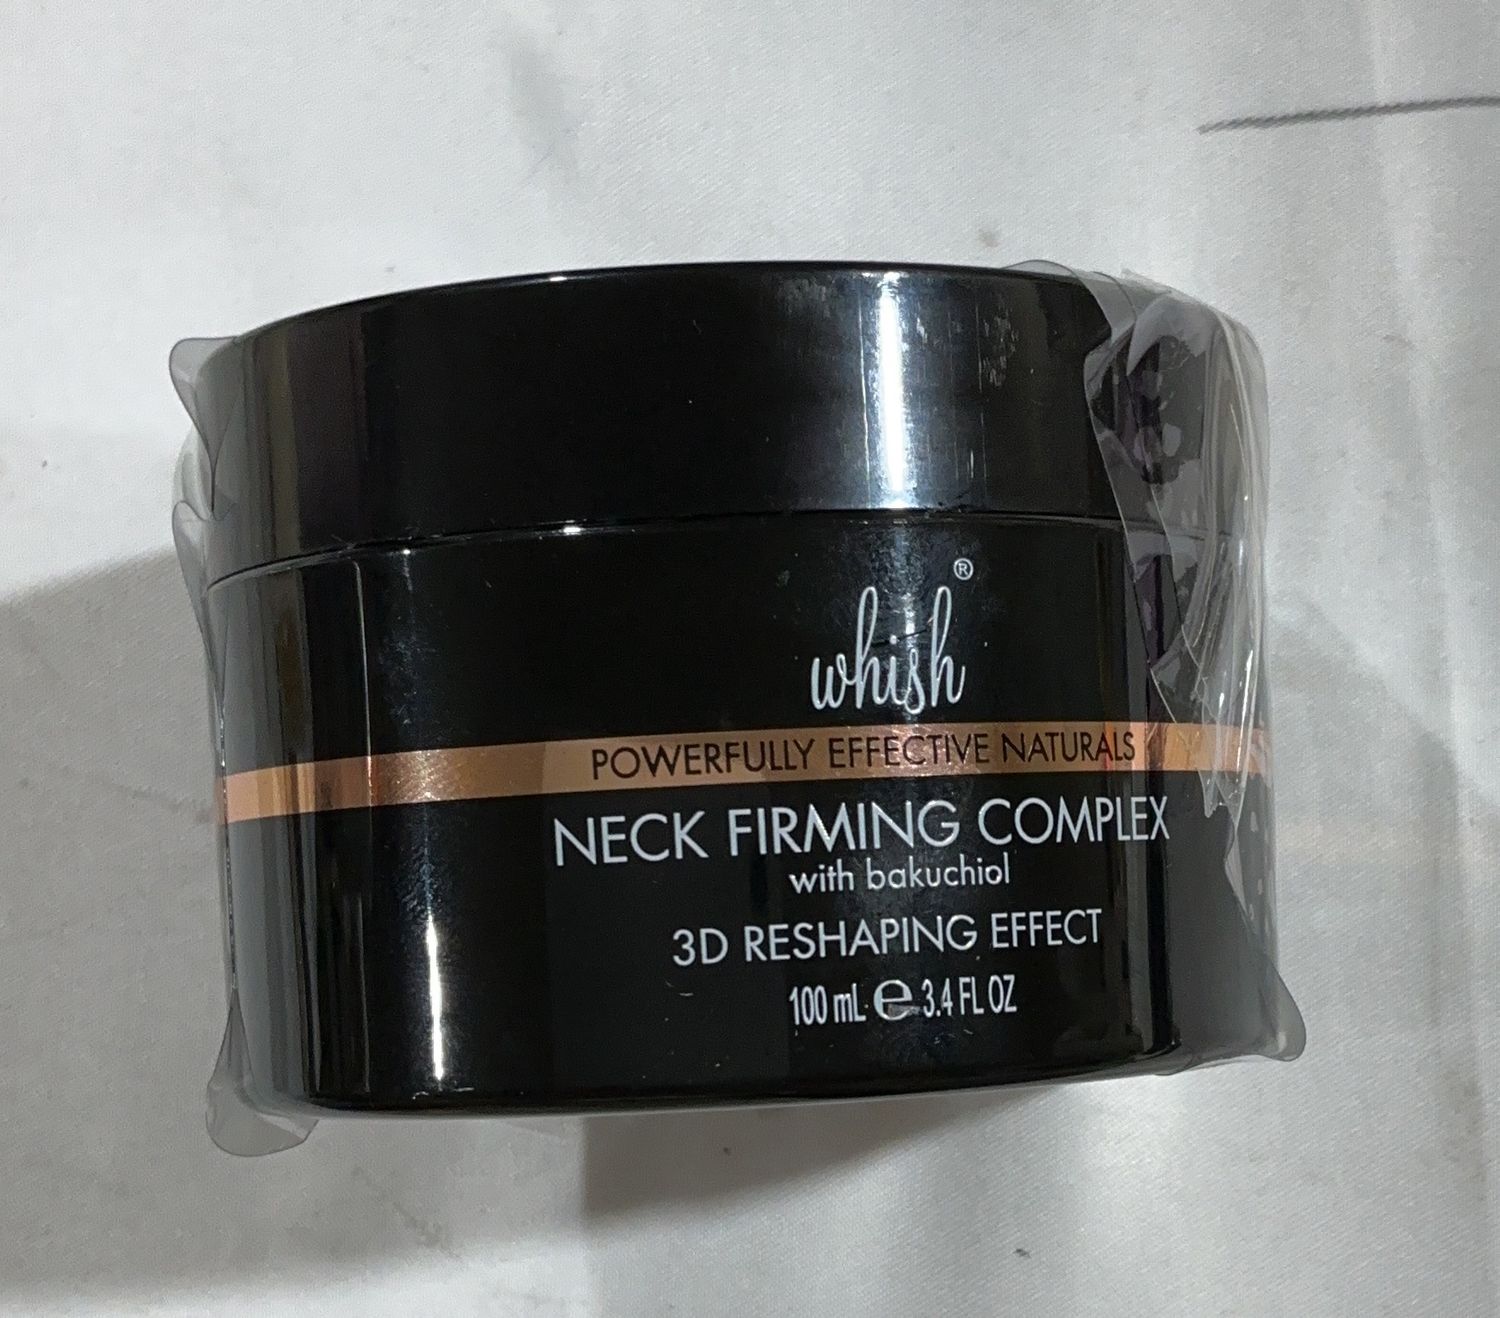 whish®
POWERFULLY EFFECTIVE NATURALS
NECK FIRMING COMPLEX
with bakuchiol
3D RESHAPING EFFECT
100 mL ℮ 3.4 FL OZ